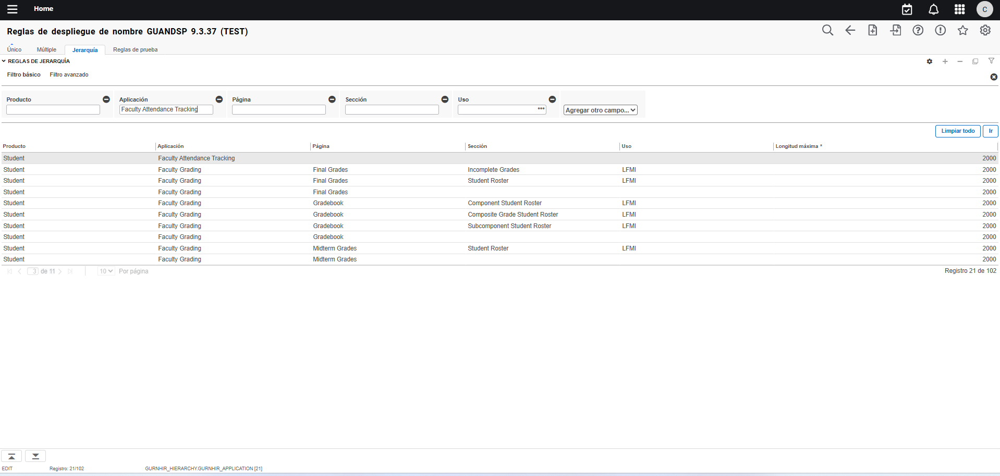 Home
C
Reglas de despliegue de nombre GUANDSP 9.3.37 (TEST)
Único Múltiple Jerarquía Reglas de prueba
REGLAS DE JERARQUÍA
Filtro básico Filtro avanzado
Producto Aplicación Página Sección Uso
Faculty Attendance Tracking Agregar otro campo...
Limpiar todo Ir
Producto Aplicación Página Sección Uso Longitud máxima *
Student Faculty Attendance Tracking 2000
Student Faculty Grading Final Grades Incomplete Grades LFMI 2000
Student Faculty Grading Final Grades Student Roster LFMI 2000
Student Faculty Grading Final Grades 2000
Student Faculty Grading Gradebook Component Student Roster LFMI 2000
Student Faculty Grading Gradebook Composite Grade Student Roster LFMI 2000
Student Faculty Grading Gradebook Subcomponent Student Roster LFMI 2000
Student Faculty Grading Gradebook 2000
Student Faculty Grading Midterm Grades Student Roster LFMI 2000
Student Faculty Grading Midterm Grades 2000
3 de 11 10 Por página Registro 21 de 102
EDIT Registro: 21/102 GURNHIR_HIERARCHY.GURNHIR_APPLICATION [21]